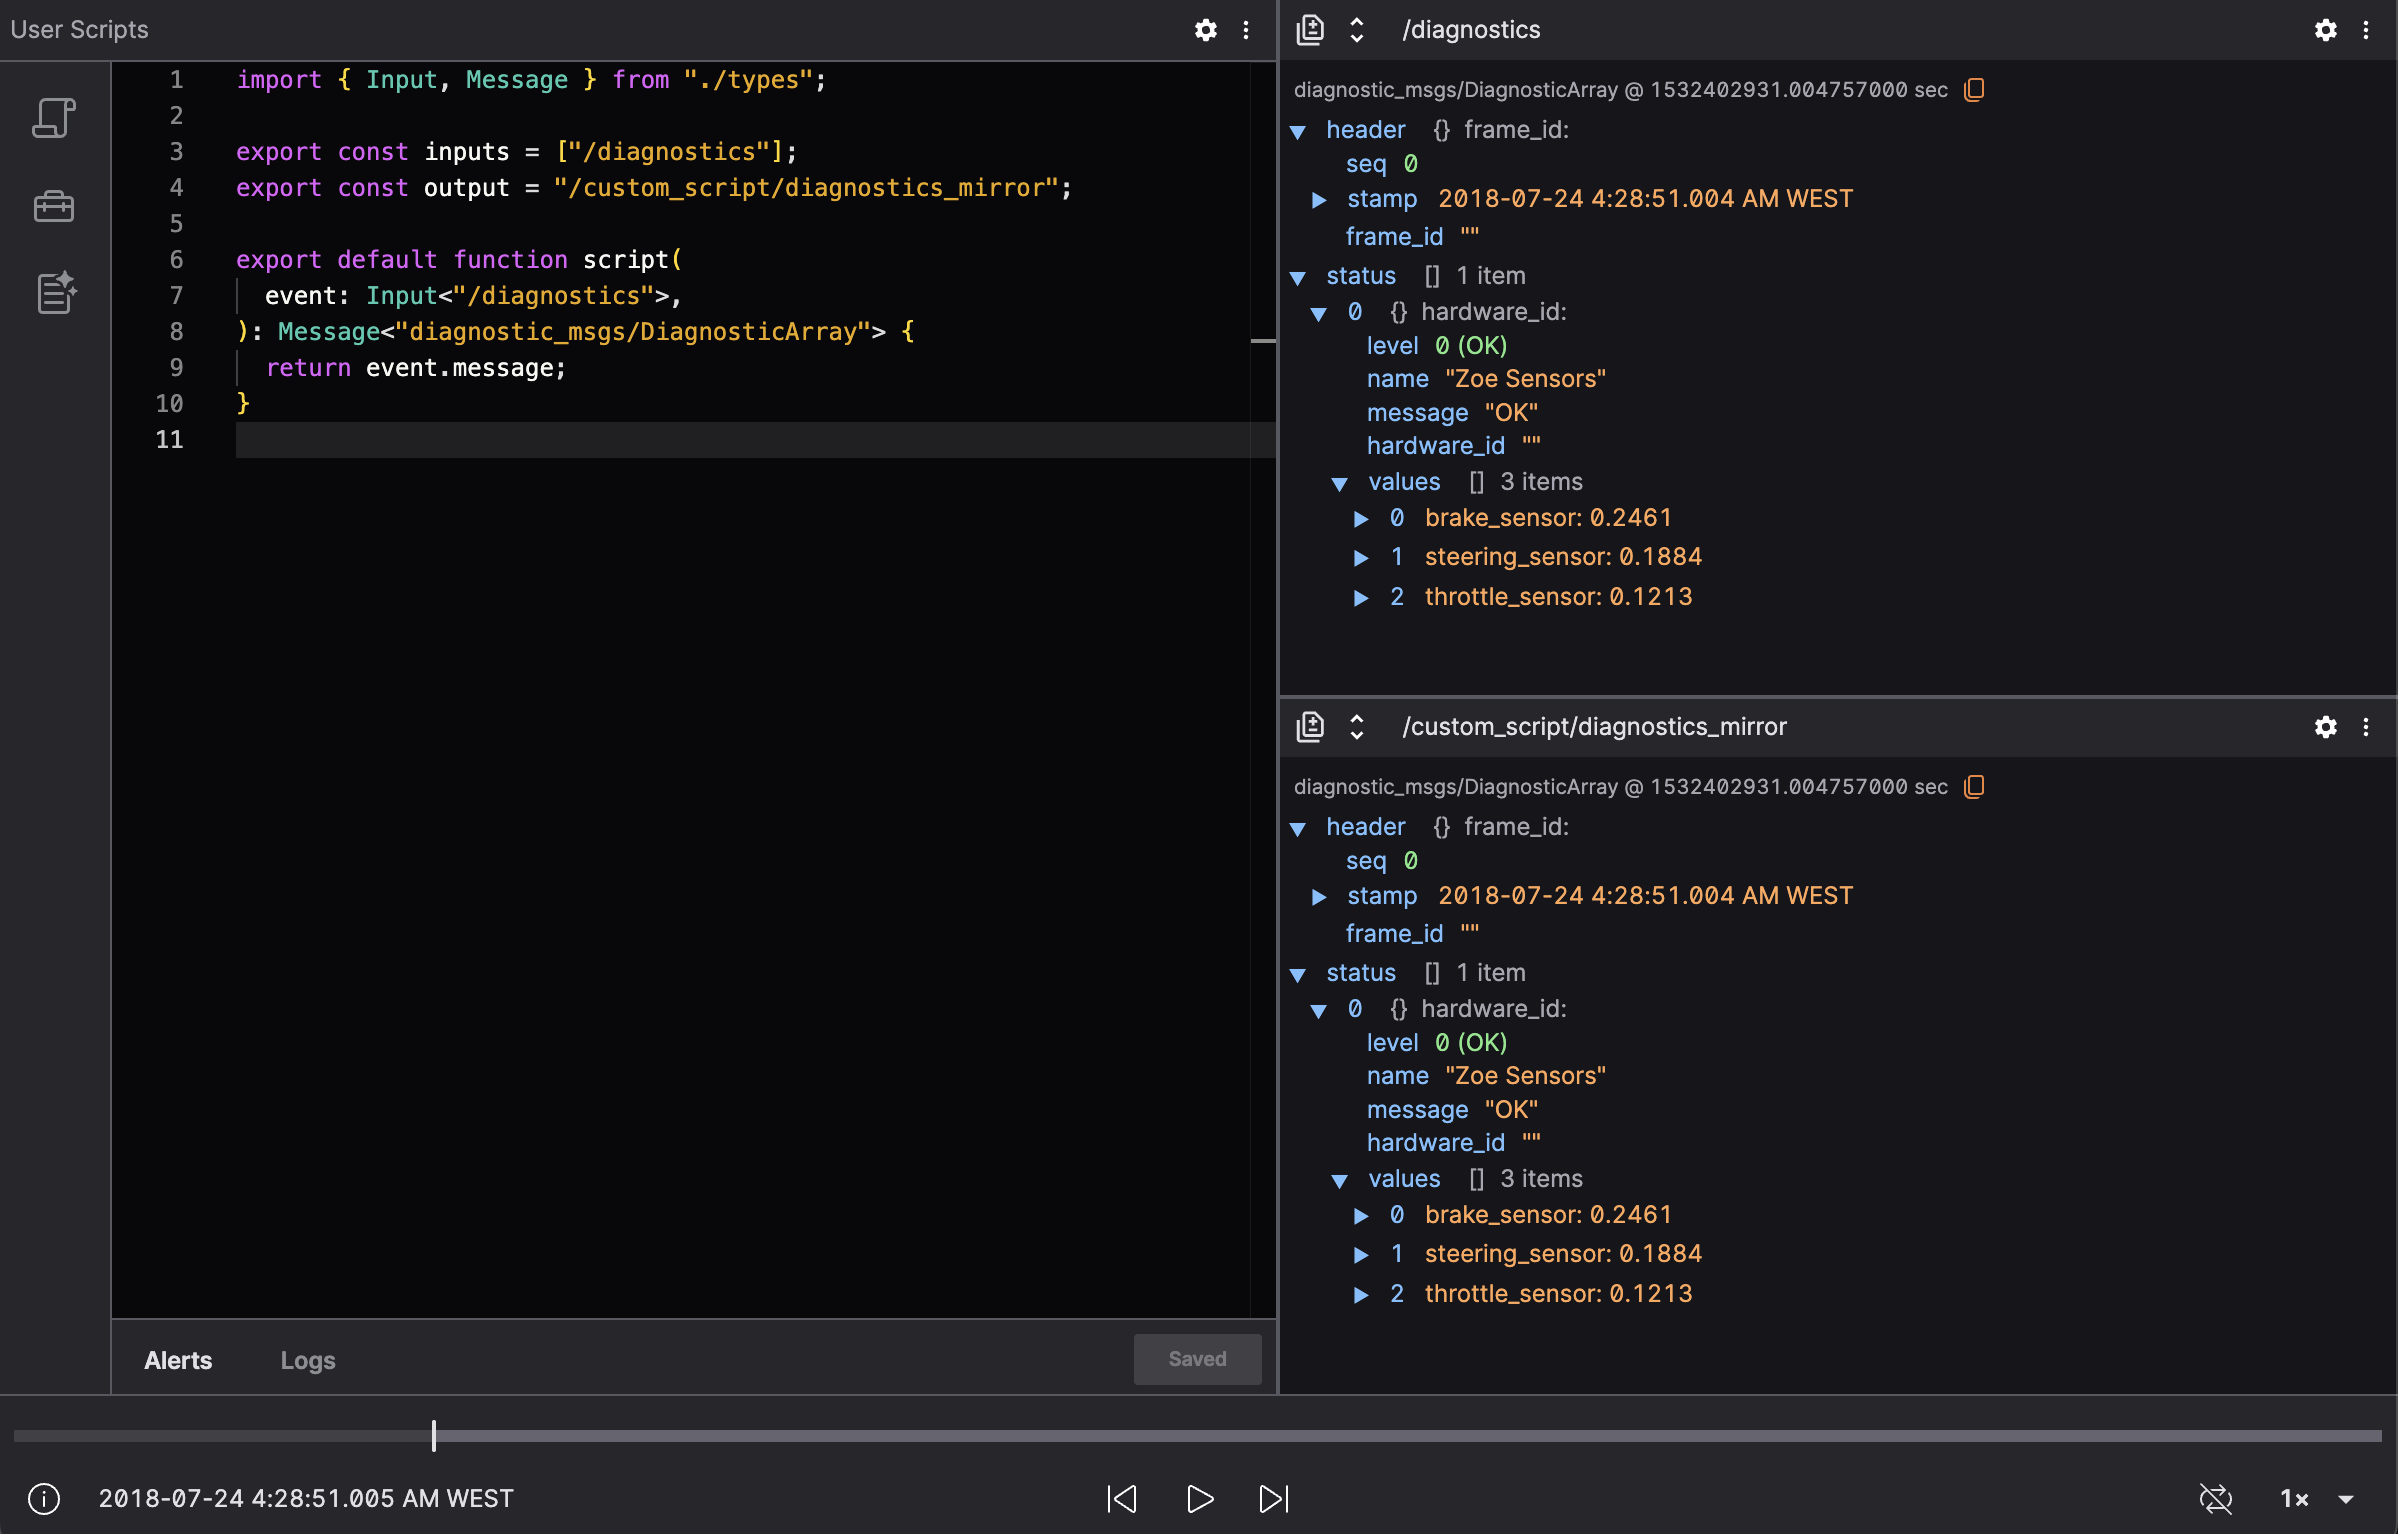 User Scripts
1 import { Input, Message } from "./types";
2
3 export const inputs = ["/diagnostics"];
4 export const output = "/custom_script/diagnostics_mirror";
5
6 export default function script(
7 event: Input<"/diagnostics">,
8 ): Message<"diagnostic_msgs/DiagnosticArray"> {
9 return event.message;
10 }
11
Alerts Logs Saved
/diagnostics
diagnostic_msgs/DiagnosticArray @ 1532402931.004757000 sec
header {} frame_id:
seq 0
stamp 2018-07-24 4:28:51.004 AM WEST
frame_id ""
status [] 1 item
0 {} hardware_id:
level 0 (OK)
name "Zoe Sensors"
message "OK"
hardware_id ""
values [] 3 items
0 brake_sensor: 0.2461
1 steering_sensor: 0.1884
2 throttle_sensor: 0.1213
/custom_script/diagnostics_mirror
diagnostic_msgs/DiagnosticArray @ 1532402931.004757000 sec
header {} frame_id:
seq 0
stamp 2018-07-24 4:28:51.004 AM WEST
frame_id ""
status [] 1 item
0 {} hardware_id:
level 0 (OK)
name "Zoe Sensors"
message "OK"
hardware_id ""
values [] 3 items
0 brake_sensor: 0.2461
1 steering_sensor: 0.1884
2 throttle_sensor: 0.1213
2018-07-24 4:28:51.005 AM WEST
1×